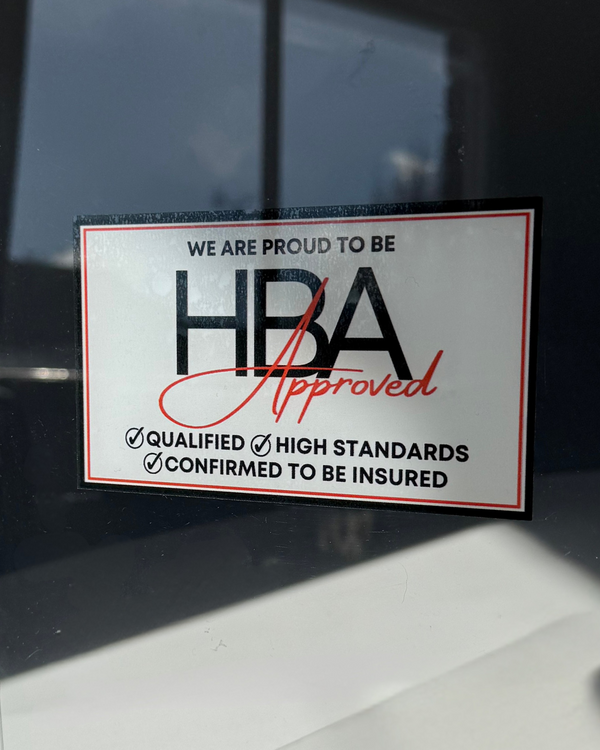 WE ARE PROUD TO BE
HBA
Approved
QUALIFIED HIGH STANDARDS
CONFIRMED TO BE INSURED